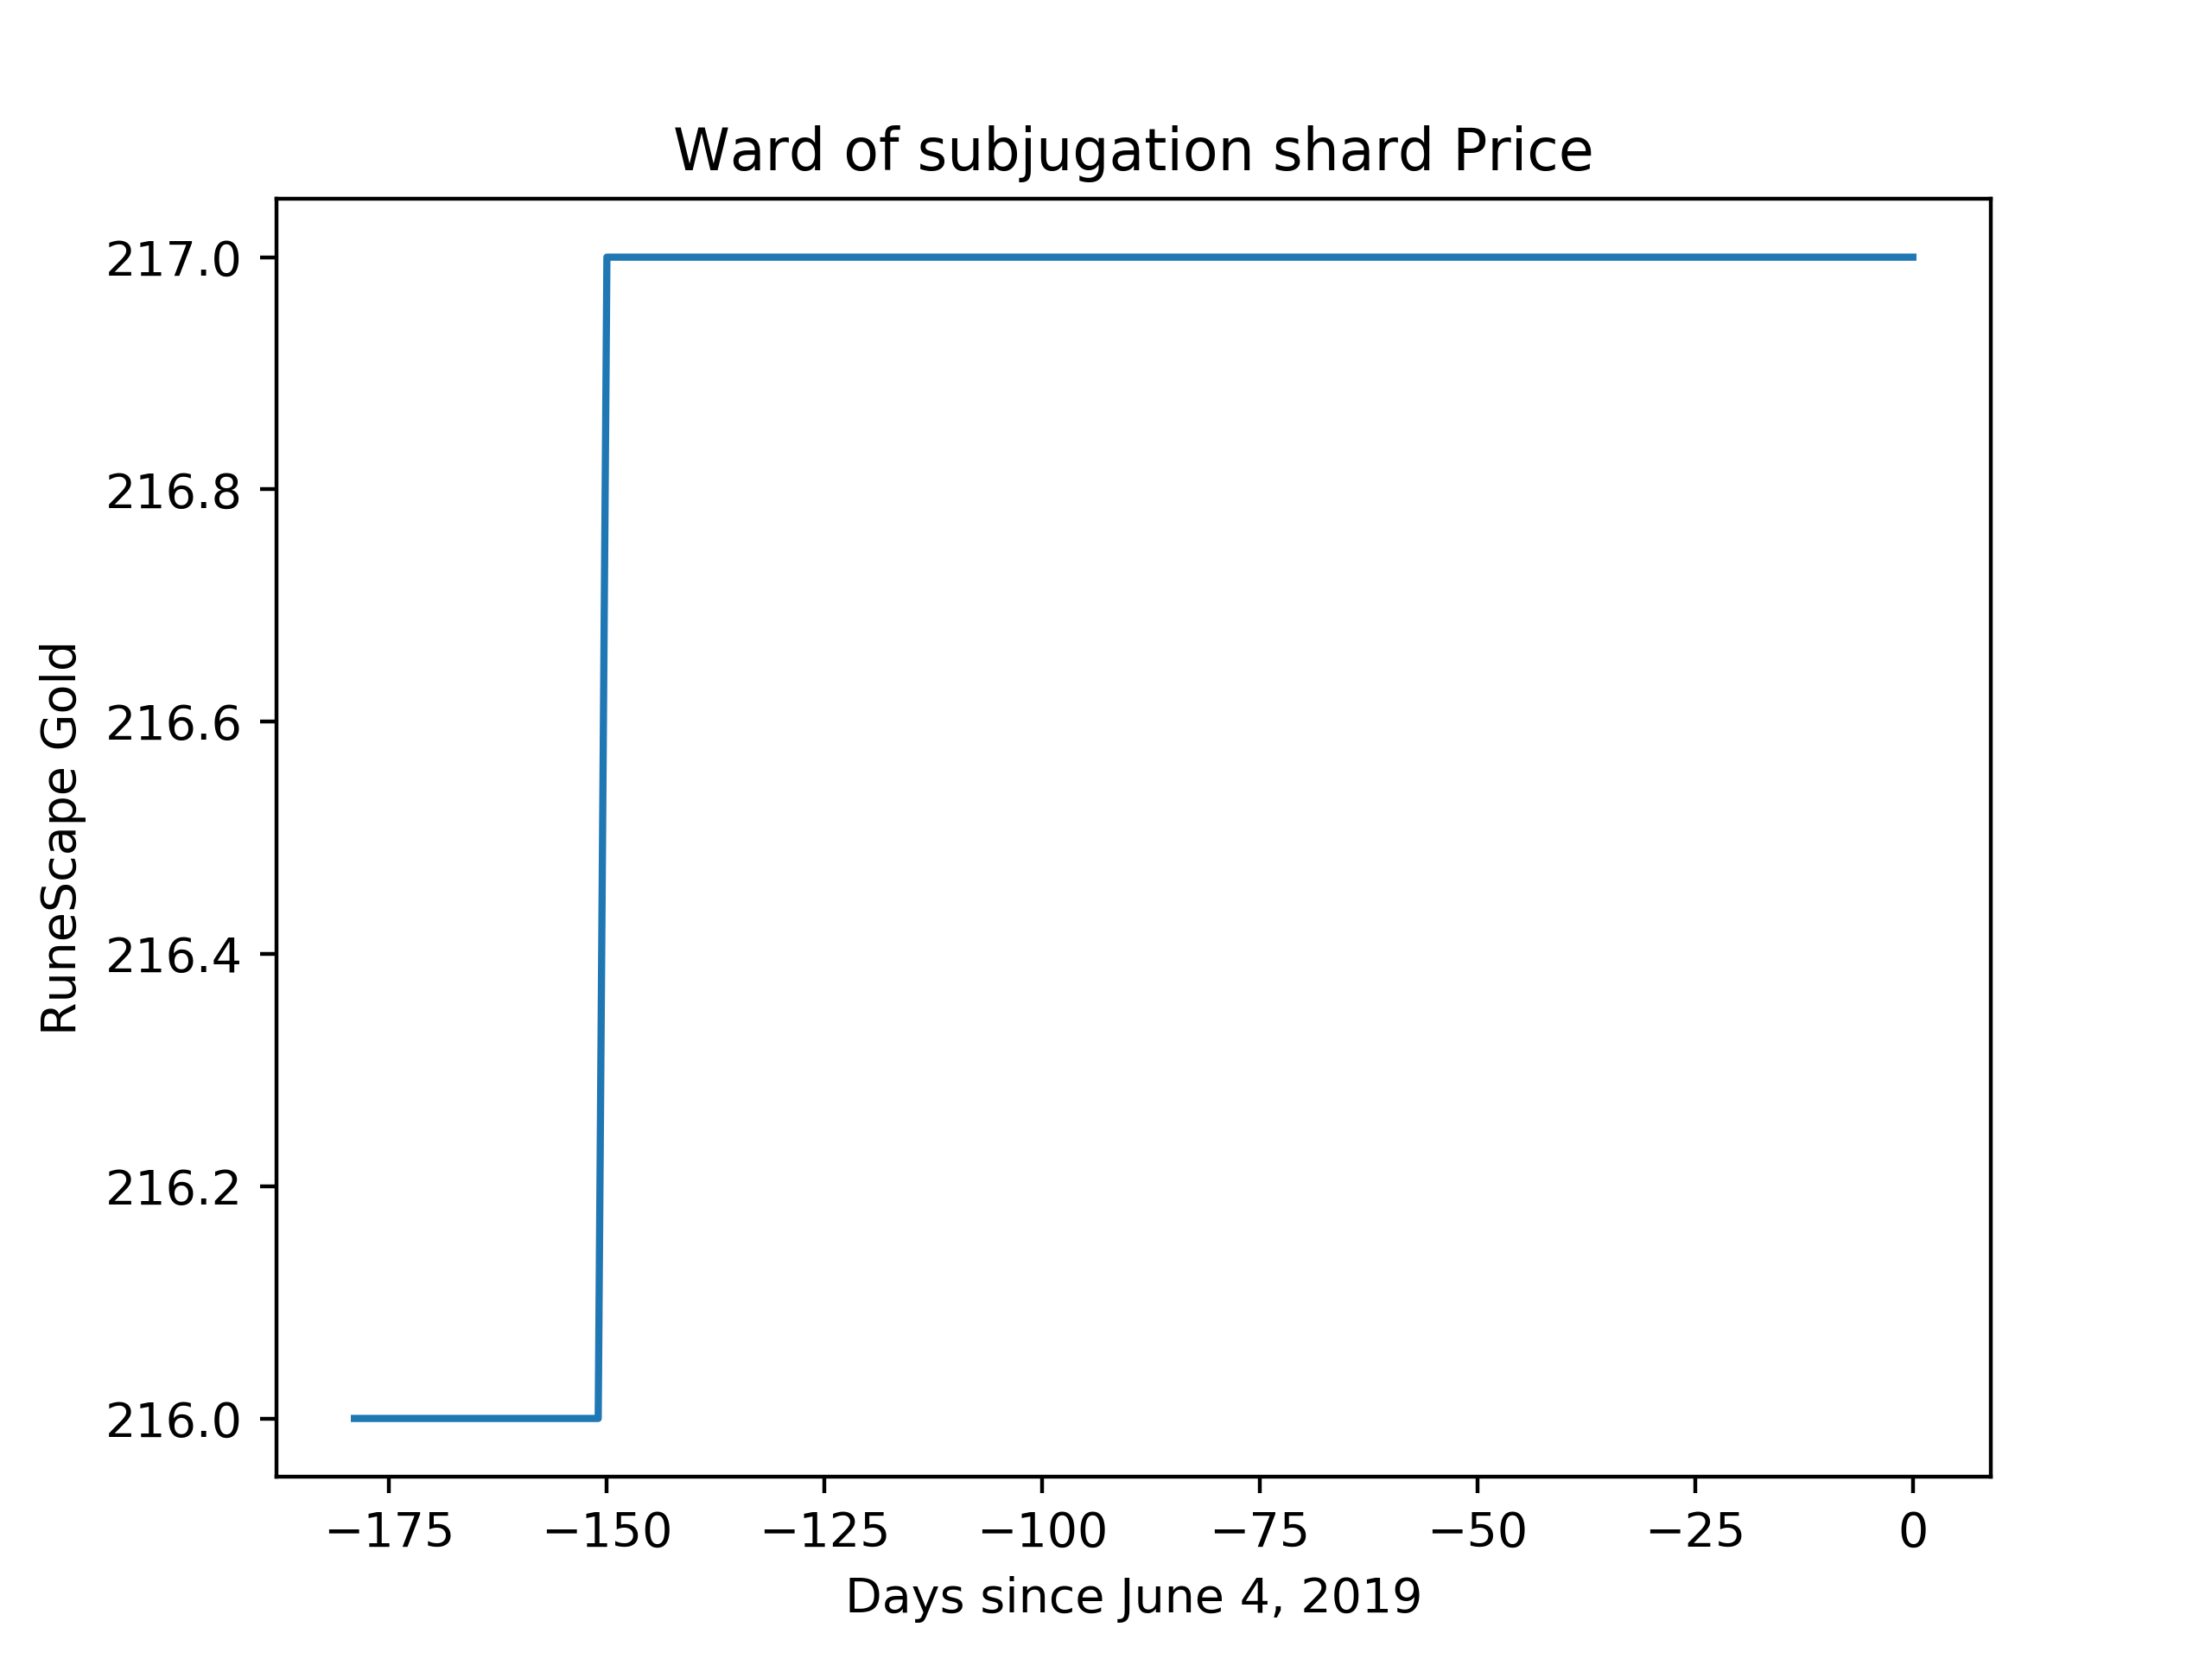 Ward of subjugation shard Price
217.0
216.8
216.6
216.4
216.2
216.0
RuneScape Gold
−175 −150 −125 −100 −75 −50 −25 0
Days since June 4, 2019